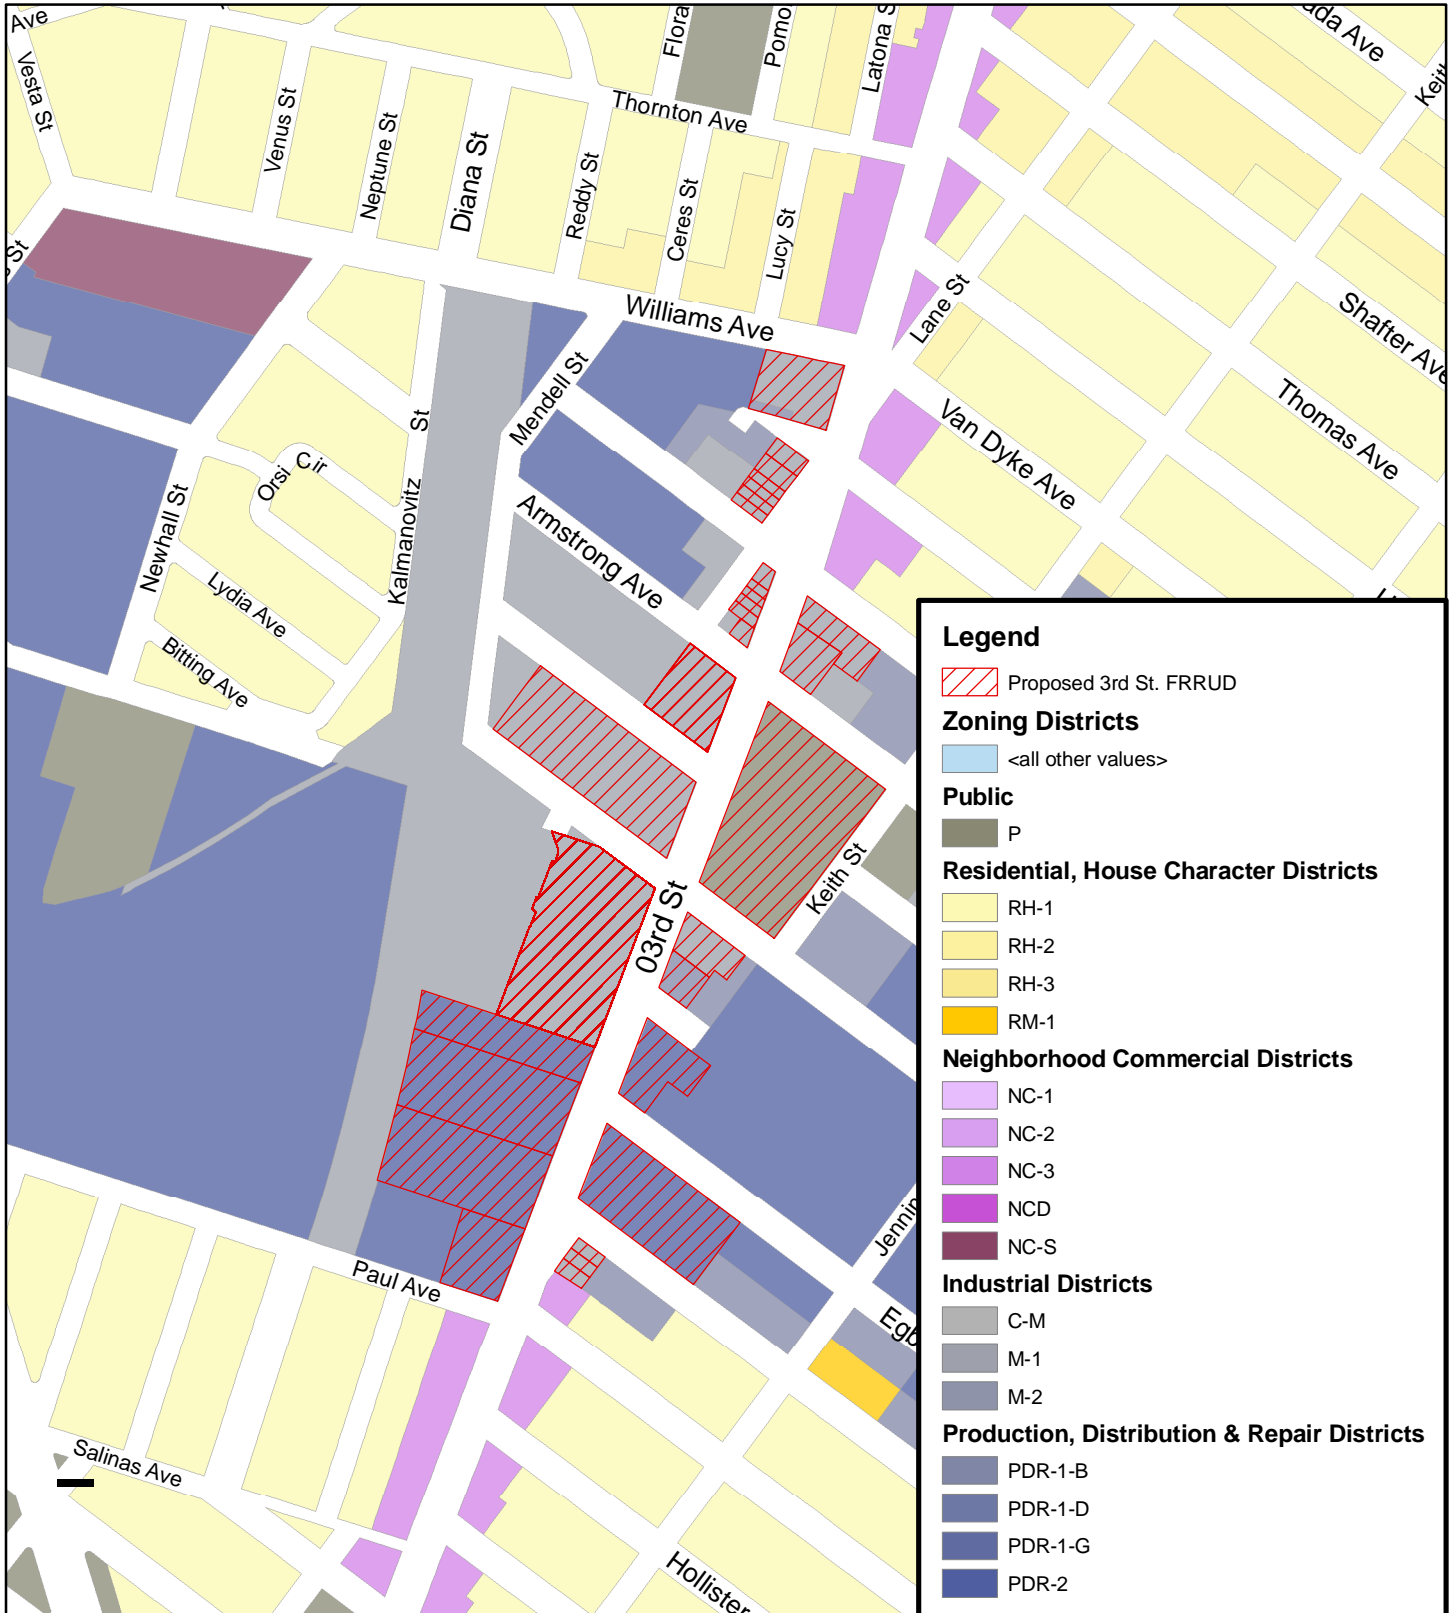 Ave
Vesta St
Venus St
Neptune St
Diana St
Reddy St
Flora
Thornton Ave
Pomo
Ceres St
Lucy St
Latona S
ada Ave
Keit
St
Williams Ave
Lane St
Shafter Ave
Thomas Ave
Van Dyke Ave
Mendell St
Orsi Cir
Kalmanovitz St
Newhall St
Armstrong Ave
Lydia Ave
Bitting Ave
Keith St
03rd St
Jennin
Egb
Paul Ave
Salinas Ave
Hollister
Legend
Proposed 3rd St. FRRUD
Zoning Districts
<all other values>
Public
P
Residential, House Character Districts
RH-1
RH-2
RH-3
RM-1
Neighborhood Commercial Districts
NC-1
NC-2
NC-3
NCD
NC-S
Industrial Districts
C-M
M-1
M-2
Production, Distribution & Repair Districts
PDR-1-B
PDR-1-D
PDR-1-G
PDR-2